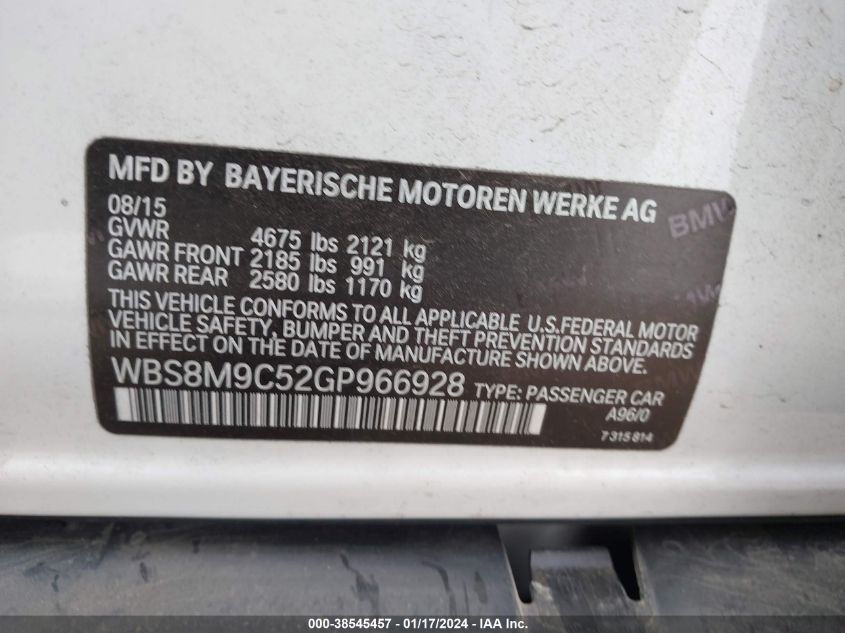 MFD BY BAYERISCHE MOTOREN WERKE AG
08/15
GVWR 4675 lbs 2121 kg
GAWR FRONT 2185 lbs 991 kg
GAWR REAR 2580 lbs 1170 kg
THIS VEHICLE CONFORMS TO ALL APPLICABLE U.S.FEDERAL MOTOR
VEHICLE SAFETY, BUMPER AND THEFT PREVENTION STANDARDS
IN EFFECT ON THE DATE OF MANUFACTURE SHOWN ABOVE.
WBS8M9C52GP966928 TYPE: PASSENGER CAR
A96/0
7 315 814
BMW
000-38545457 - 01/17/2024 - IAA Inc.